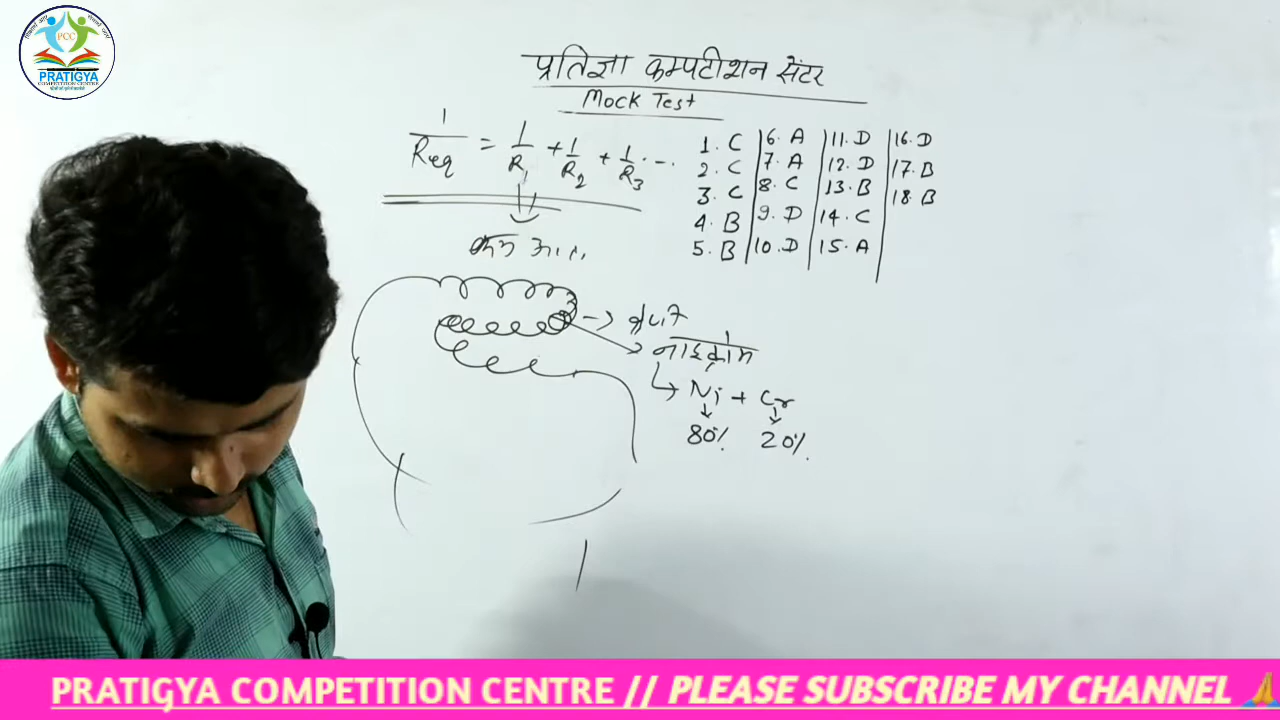 PCC
PRATIGYA
COMPETITION CENTRE
प्रतिज्ञा कम्पटीशन सेंटर
Mock Test
1/Req = 1/R1 + 1/R2 + 1/R3 ...
1. C
2. C
3. C
4. B
5. B
6. A
7. A
8. C
9. D
10. D
11. D
12. D
13. B
14. C
15. A
16. D
17. B
18. B
कम
नाइक्रोम
Ni + Cr
80% 20%
PRATIGYA COMPETITION CENTRE // PLEASE SUBSCRIBE MY CHANNEL 🙏